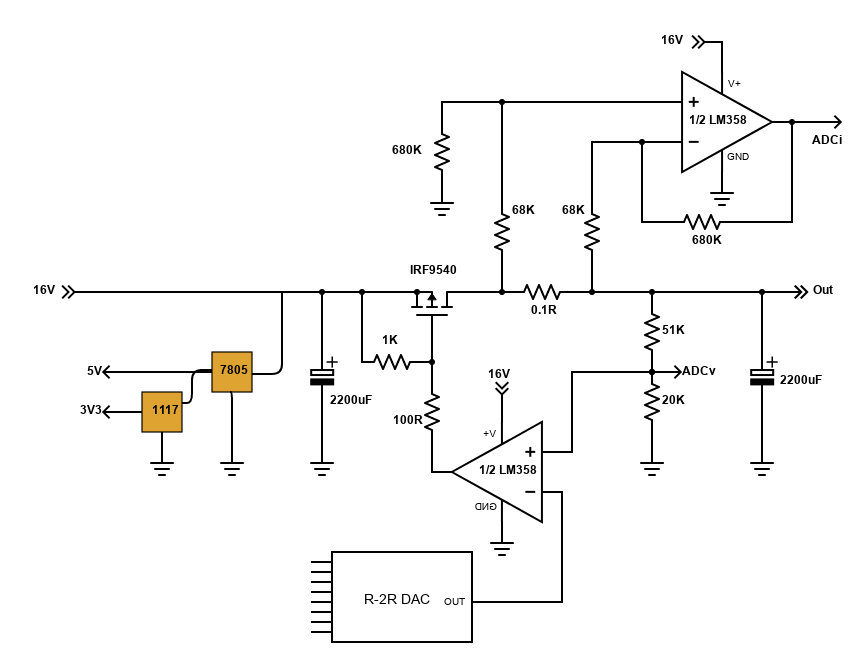 16V
V+
+
1/2 LM358
−
GND
ADCi
680K
68K
68K
680K
IRF9540
16V
0.1R
Out
1K
51K
5V
7805
+
16V
ADCv
+
3V3
1117
2200uF
100R
20K
2200uF
+V
+
1/2 LM358
−
GND
R-2R DAC
OUT